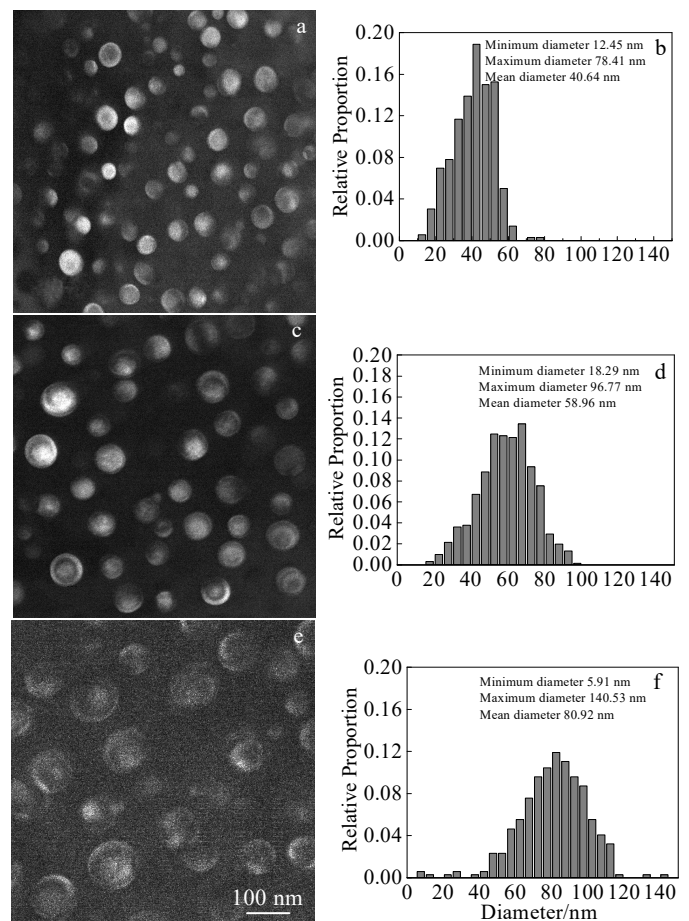 a
b
Minimum diameter 12.45 nm
Maximum diameter 78.41 nm
Mean diameter 40.64 nm
Relative Proportion
0.20
0.16
0.12
0.08
0.04
0.00
0 20 40 60 80 100 120 140
c
d
Minimum diameter 18.29 nm
Maximum diameter 96.77 nm
Mean diameter 58.96 nm
Relative Proportion
0.20
0.18
0.16
0.14
0.12
0.10
0.08
0.06
0.04
0.02
0.00
0 20 40 60 80 100 120 140
e
100 nm
f
Minimum diameter 5.91 nm
Maximum diameter 140.53 nm
Mean diameter 80.92 nm
Relative Proportion
0.20
0.16
0.12
0.08
0.04
0.00
0 20 40 60 80 100 120 140
Diameter/nm